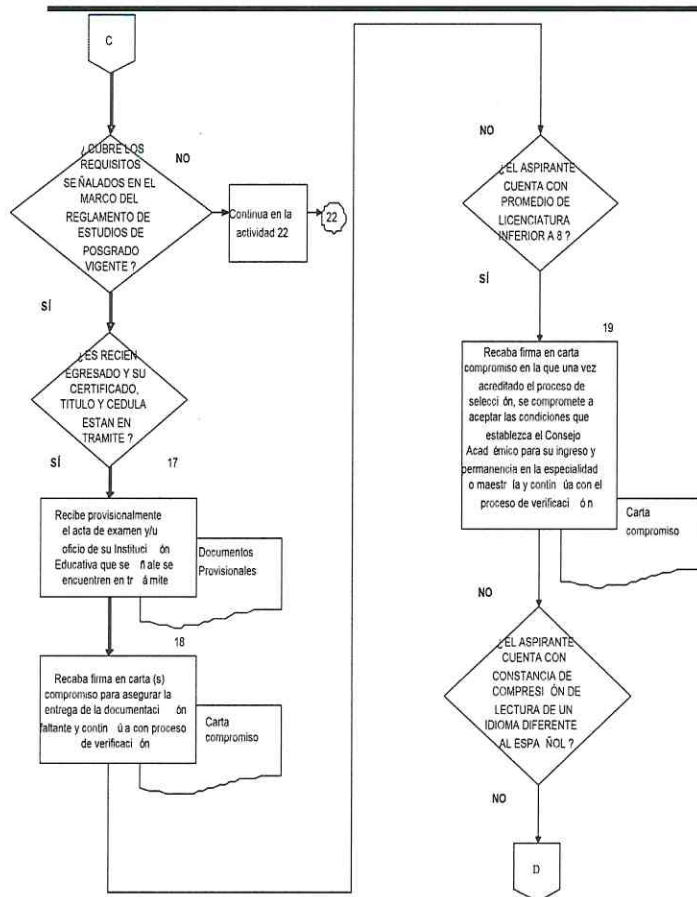 C
¿CUBRE LOS
REQUISITOS
SEÑALADOS EN EL
MARCO DEL
REGLAMENTO DE
ESTUDIOS DE
POSGRADO
VIGENTE ?
NO
Continua en la
actividad 22
22
SÍ
¿ES RECIEN
EGRESADO Y SU
CERTIFICADO,
TITULO Y CEDULA
ESTAN EN
TRAMITE ?
SÍ
17
Recibe provisionalmente
el acta de examen y/u
oficio de su Instituci ón
Educativa que se ñ ale se
encuentren en tr ámite
Documentos
Provisionales
18
Recaba firma en carta (s)
compromiso para asegurar la
entrega de la documentaci ón
faltante y contin úa con proceso
de verificaci ón
Carta
compromiso
NO
¿EL ASPIRANTE
CUENTA CON
PROMEDIO DE
LICENCIATURA
INFERIOR A 8 ?
SÍ
19
Recaba firma en carta
compromiso en la que una vez
acreditado el proceso de
selecci ón, se compromete a
aceptar las condiciones que
establezca el Consejo
Acad émico para su ingreso y
permanencia en la especialidad
o maestr ía y contin úa con el
proceso de verificaci ó n
Carta
compromiso
NO
¿EL ASPIRANTE
CUENTA CON
CONSTANCIA DE
COMPRESI ÓN DE
LECTURA DE UN
IDIOMA DIFERENTE
AL ESPA ÑOL ?
NO
D